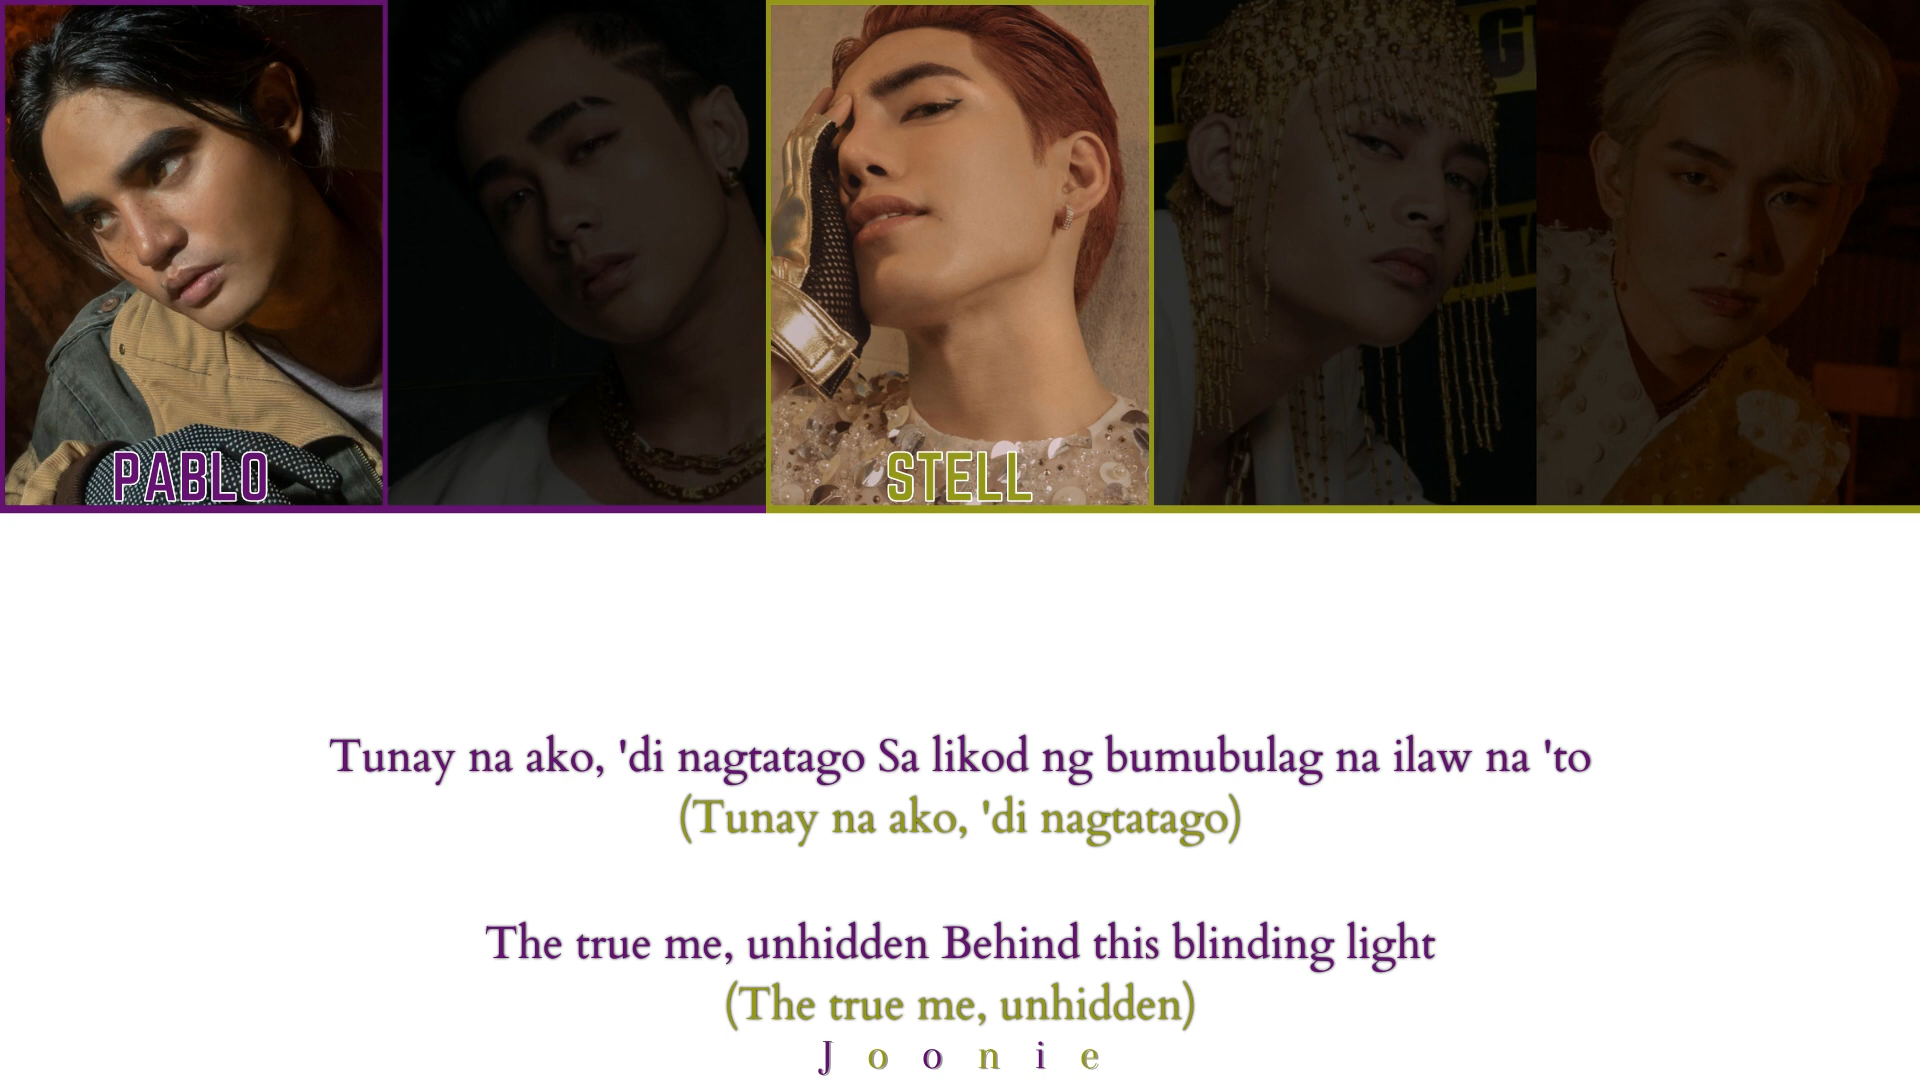 G
PABLO
STELL
Tunay na ako, 'di nagtatago Sa likod ng bumubulag na ilaw na 'to
(Tunay na ako, 'di nagtatago)
The true me, unhidden Behind this blinding light
(The true me, unhidden)
Joonie